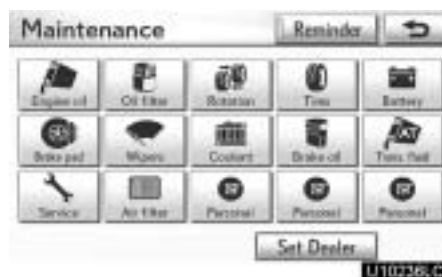 Maintenance Reminder
Engine oil Oil filter Rotation Tires Battery
Brake pad Wipers Coolant Brake oil Trans. fluid
Service Air filter Personal Personal Personal
Set Dealer